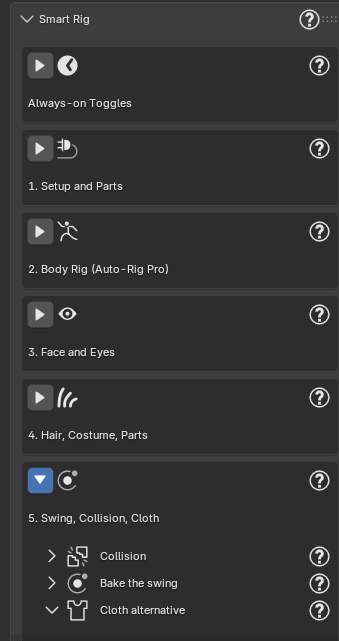 Smart Rig
Always-on Toggles
1. Setup and Parts
2. Body Rig (Auto-Rig Pro)
3. Face and Eyes
4. Hair, Costume, Parts
5. Swing, Collision, Cloth
Collision
Bake the swing
Cloth alternative